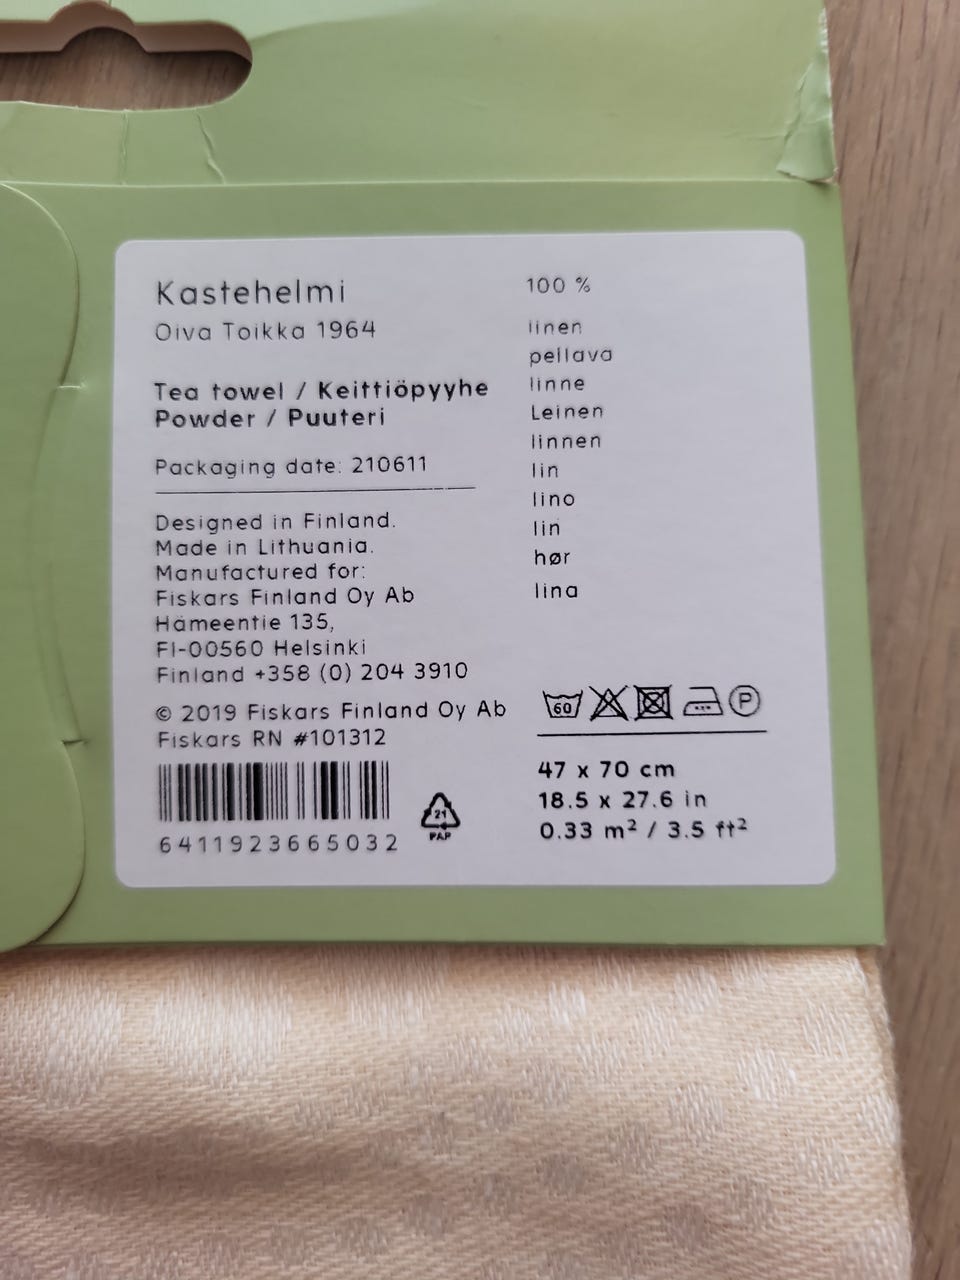 Kastehelmi
Oiva Toikka 1964
Tea towel / Keittiöpyyhe
Powder / Puuteri
Packaging date: 210611
Designed in Finland.
Made in Lithuania.
Manufactured for:
Fiskars Finland Oy Ab
Hämeentie 135,
FI-00560 Helsinki
Finland +358 (0) 204 3910
© 2019 Fiskars Finland Oy Ab
Fiskars RN #101312
6411923665032
21
PAP
100 %
linen
pellava
linne
Leinen
linnen
lin
lino
lin
hør
lina
60
P
47 x 70 cm
18.5 x 27.6 in
0.33 m² / 3.5 ft²